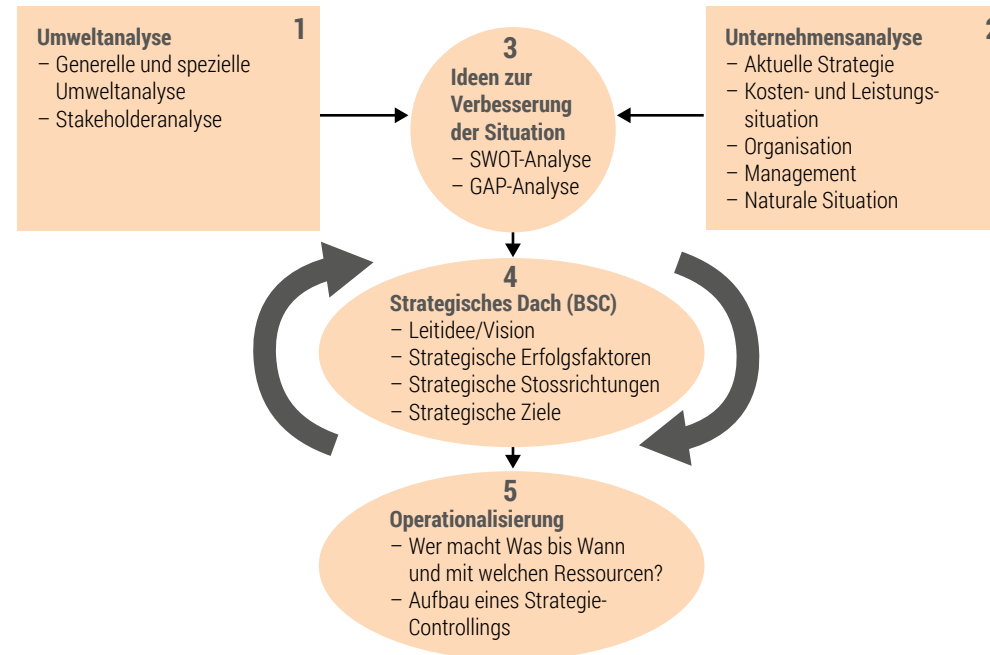 1
Umweltanalyse
– Generelle und spezielle
Umweltanalyse
– Stakeholderanalyse
2
Unternehmensanalyse
– Aktuelle Strategie
– Kosten- und Leistungs-
situation
– Organisation
– Management
– Naturale Situation
3
Ideen zur
Verbesserung
der Situation
– SWOT-Analyse
– GAP-Analyse
4
Strategisches Dach (BSC)
– Leitidee/Vision
– Strategische Erfolgsfaktoren
– Strategische Stossrichtungen
– Strategische Ziele
5
Operationalisierung
– Wer macht Was bis Wann
und mit welchen Ressourcen?
– Aufbau eines Strategie-
Controllings